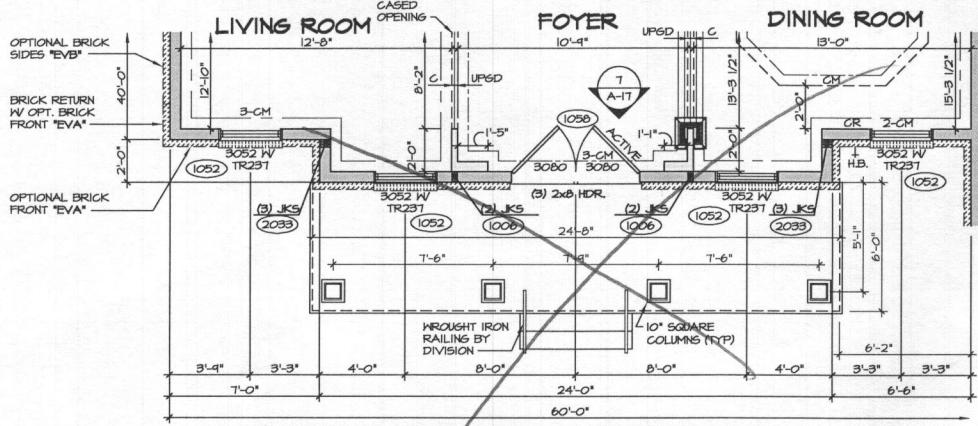 CASED
OPENING
LIVING ROOM
FOYER
DINING ROOM
12'-8"
10'-9"
13'-0"
UPGD
C
OPTIONAL BRICK
SIDES "EVB"
40'-0"
12'-10"
8'-2"
C
UPGD
7
A-17
CM
2'-0"
13'-3 1/2"
15'-3 1/2"
BRICK RETURN
W/ OPT. BRICK
FRONT "EVA"
3-CM
1058
1'-5"
ACTIVE
1'-1"
CR
2-CM
2'-0"
2'-0"
3-CM
2'-0"
3052 W/
TR237
1052
3080
3080
H.B.
3052 W/
TR237
1052
OPTIONAL BRICK
FRONT "EVA"
3052 W/
TR237
(3) 2x8 HDR.
3052 W/
TR237
(3) JKS
2033
1052
(2) JKS
1006
(2) JKS
1006
1052
(3) JKS
2033
24'-8"
5'-1"
6'-0"
7'-6"
7'-9"
7'-6"
WROUGHT IRON
RAILING BY
DIVISION
10" SQUARE
COLUMNS (TYP)
6'-2"
3'-9"
3'-3"
4'-0"
8'-0"
8'-0"
4'-0"
3'-3"
3'-3"
7'-0"
24'-0"
6'-6"
60'-0"